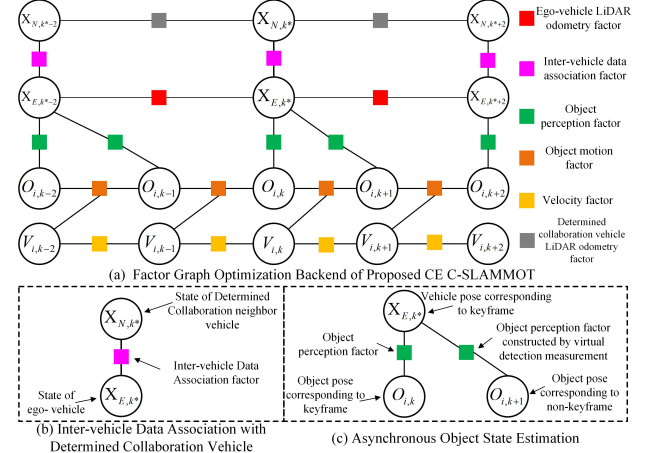 X_{N,k*-2}
X_{N,k*}
X_{N,k*+2}
Ego-vehicle LiDAR
odometry factor
Inter-vehicle data
association factor
X_{E,k*-2}
X_{E,k*}
X_{E,k*+2}
Object
perception factor
Object motion
factor
O_{i,k-2}
O_{i,k-1}
O_{i,k}
O_{i,k+1}
O_{i,k+2}
Velocity factor
V_{i,k-2}
V_{i,k-1}
V_{i,k}
V_{i,k+1}
V_{i,k+2}
Determined
collaboration vehicle
LiDAR odometry
factor
(a) Factor Graph Optimization Backend of Proposed CE C-SLAMMOT
State of Determined
Collaboration neighbor
vehicle
X_{N,k*}
Inter-vehicle Data
Association factor
State of
ego- vehicle
X_{E,k*}
(b) Inter-vehicle Data Association with
Determined Collaboration Vehicle
Vehicle pose corresponding
to keyframe
X_{E,k*}
Object
perception factor
Object perception factor
constructed by virtual
detection measurement
Object pose
corresponding to
keyframe
O_{i,k}
O_{i,k+1}
Object pose
corresponding to
non-keyframe
(c) Asynchronous Object State Estimation